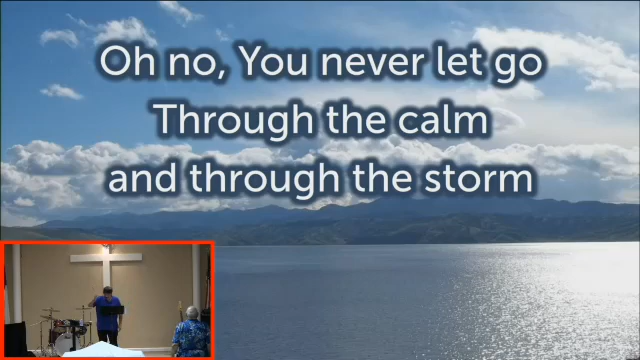 Oh no, You never let go
Through the calm
and through the storm